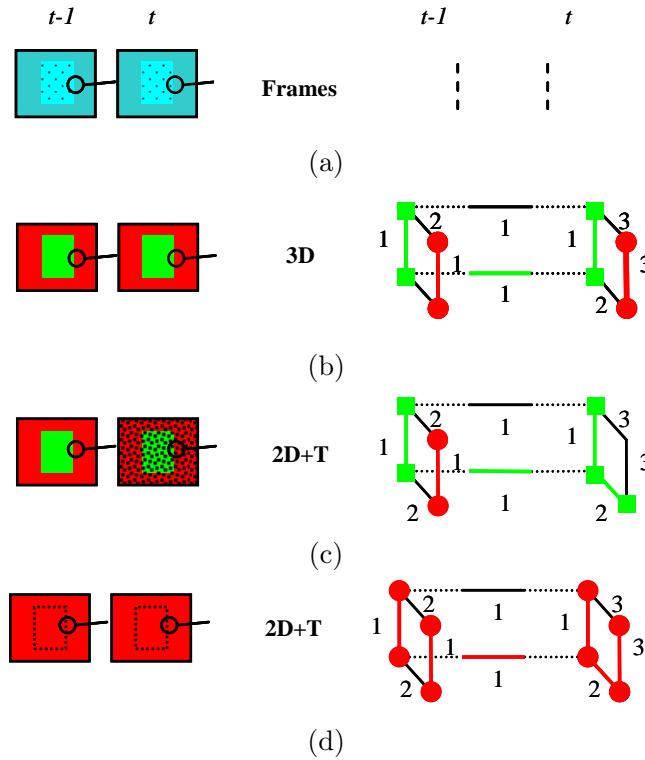 t-1 t t-1 t
Frames
(a)
2 3
1 1 1
3D 1 3
1 2
(b)
2 3
1 1 1
2D+T 1 3
2 1 2
(c)
2 3
1 1 1
2D+T 1 3
2 1 2
(d)